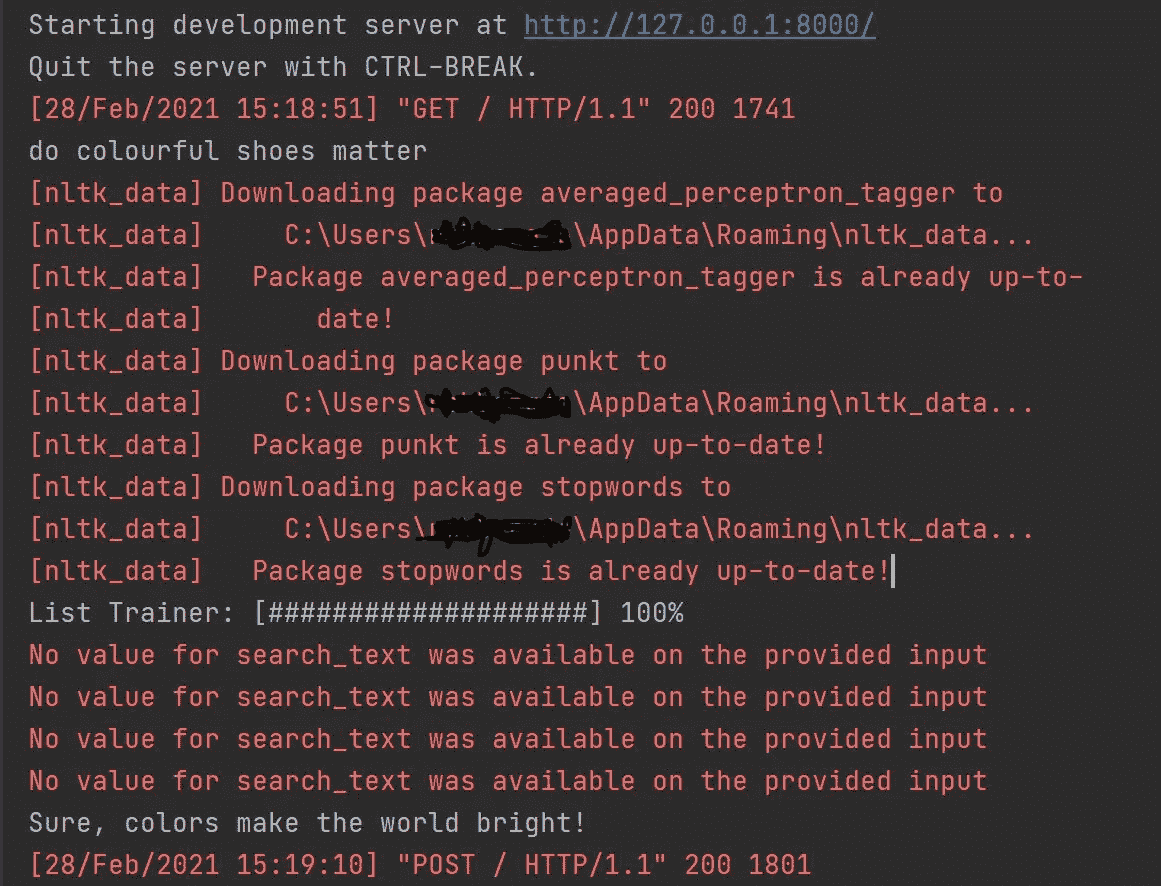 Starting development server at http://127.0.0.1:8000/
Quit the server with CTRL-BREAK.
[28/Feb/2021 15:18:51] "GET / HTTP/1.1" 200 1741
do colourful shoes matter
[nltk_data] Downloading package averaged_perceptron_tagger to
[nltk_data]     C:\Users\ \AppData\Roaming\nltk_data...
[nltk_data]   Package averaged_perceptron_tagger is already up-to-
[nltk_data]       date!
[nltk_data] Downloading package punkt to
[nltk_data]     C:\Users\ \AppData\Roaming\nltk_data...
[nltk_data]   Package punkt is already up-to-date!
[nltk_data] Downloading package stopwords to
[nltk_data]     C:\Users\ \AppData\Roaming\nltk_data...
[nltk_data]   Package stopwords is already up-to-date!
List Trainer: [####################] 100%
No value for search_text was available on the provided input
No value for search_text was available on the provided input
No value for search_text was available on the provided input
No value for search_text was available on the provided input
Sure, colors make the world bright!
[28/Feb/2021 15:19:10] "POST / HTTP/1.1" 200 1801